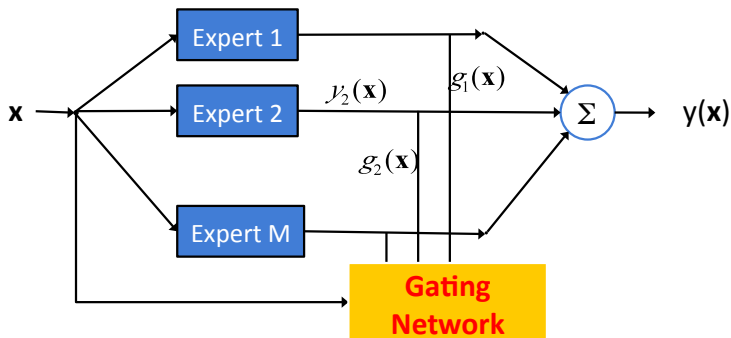 Expert 1
g₁(𝐱)
y₂(𝐱)
𝐱
Expert 2
Σ
y(𝐱)
g₂(𝐱)
Expert M
Gating
Network